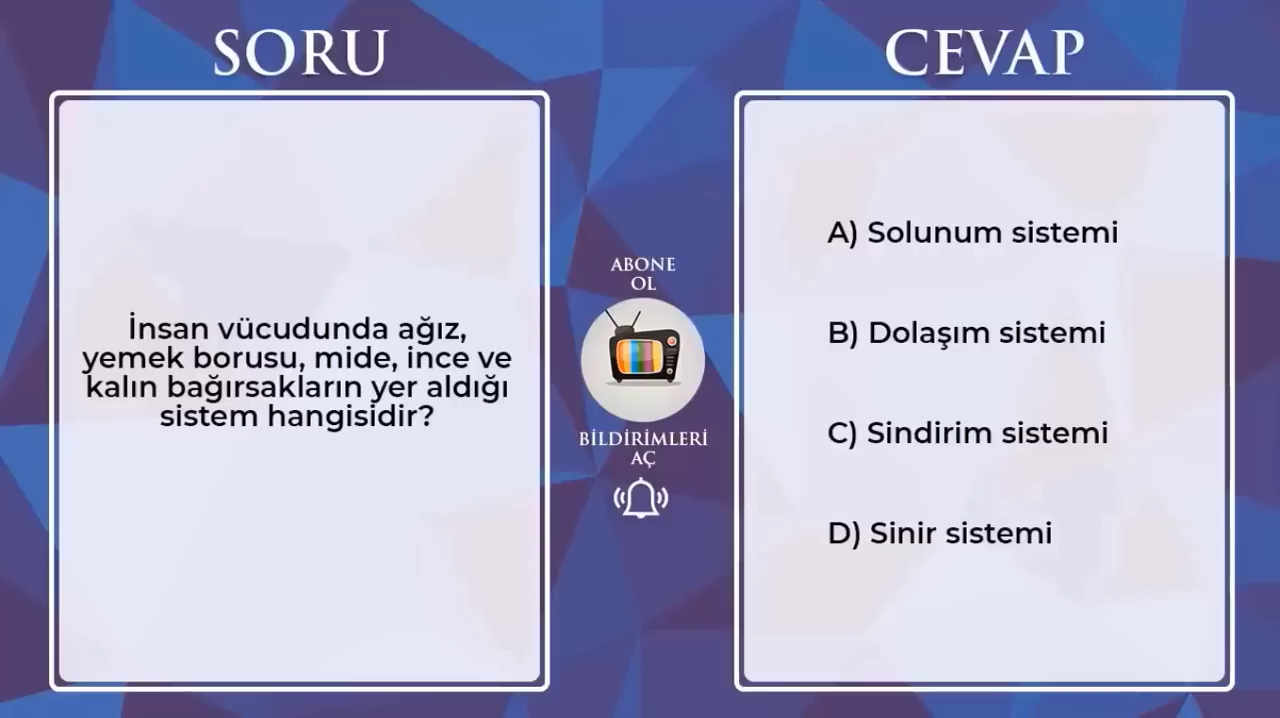 SORU
İnsan vücudunda ağız,
yemek borusu, mide, ince ve
kalın bağırsakların yer aldığı
sistem hangisidir?
ABONE
OL
BİLDİRİMLERİ
AÇ
CEVAP
A) Solunum sistemi
B) Dolaşım sistemi
C) Sindirim sistemi
D) Sinir sistemi